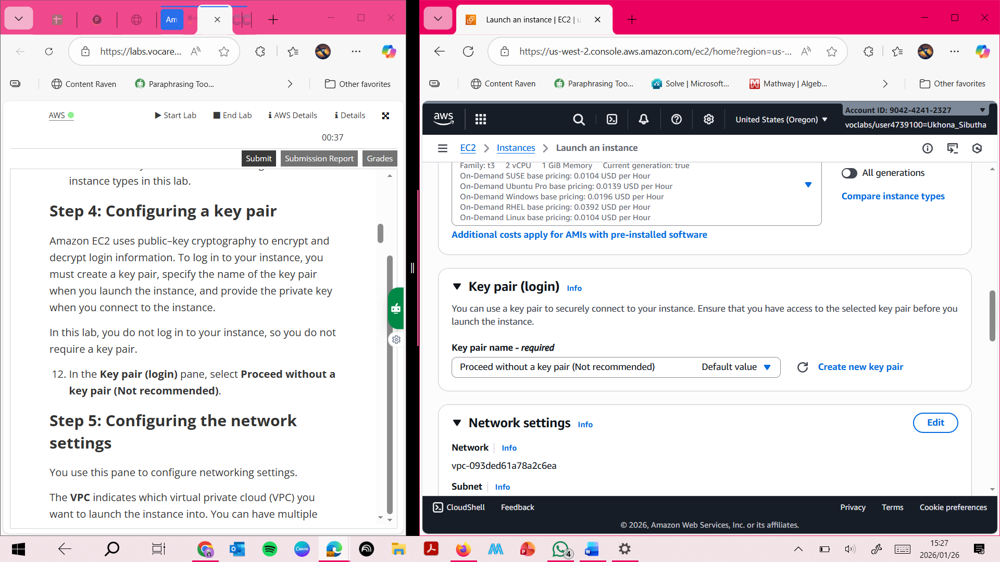 Am
Launch an instance | EC2 | u
https://labs.vocare...
https://us-west-2.console.aws.amazon.com/ec2/home?region=us-...
Content Raven
Paraphrasing Too...
Other favorites
Content Raven
Paraphrasing Too...
Solve | Microsoft...
Mathway | Algeb...
Other favorites
AWS
Start Lab
End Lab
AWS Details
Details
00:37
Submit
Submission Report
Grades
instance types in this lab.
Step 4: Configuring a key pair
Amazon EC2 uses public–key cryptography to encrypt and
decrypt login information. To log in to your instance, you
must create a key pair, specify the name of the key pair
when you launch the instance, and provide the private key
when you connect to the instance.
In this lab, you do not log in to your instance, so you do not
require a key pair.
12. In the Key pair (login) pane, select Proceed without a
key pair (Not recommended).
Step 5: Configuring the network
settings
You use this pane to configure networking settings.
The VPC indicates which virtual private cloud (VPC) you
want to launch the instance into. You can have multiple
aws
United States (Oregon)
Account ID: 9042-4241-2327
voclabs/user4739100=Ukhona_Sibutha
EC2
Instances
Launch an instance
Family: t3 2 vCPU 1 GiB Memory Current generation: true
On-Demand SUSE base pricing: 0.0104 USD per Hour
On-Demand Ubuntu Pro base pricing: 0.0139 USD per Hour
On-Demand Windows base pricing: 0.0196 USD per Hour
On-Demand RHEL base pricing: 0.0392 USD per Hour
On-Demand Linux base pricing: 0.0104 USD per Hour
All generations
Compare instance types
Additional costs apply for AMIs with pre-installed software
Key pair (login) Info
You can use a key pair to securely connect to your instance. Ensure that you have access to the selected key pair before you
launch the instance.
Key pair name - required
Proceed without a key pair (Not recommended) Default value
Create new key pair
Network settings Info
Edit
Network Info
vpc-093ded61a78a2c6ea
Subnet Info
CloudShell
Feedback
Privacy
Terms
Cookie preferences
© 2026, Amazon Web Services, Inc. or its affiliates.
Canva
4
15:27
2026/01/26